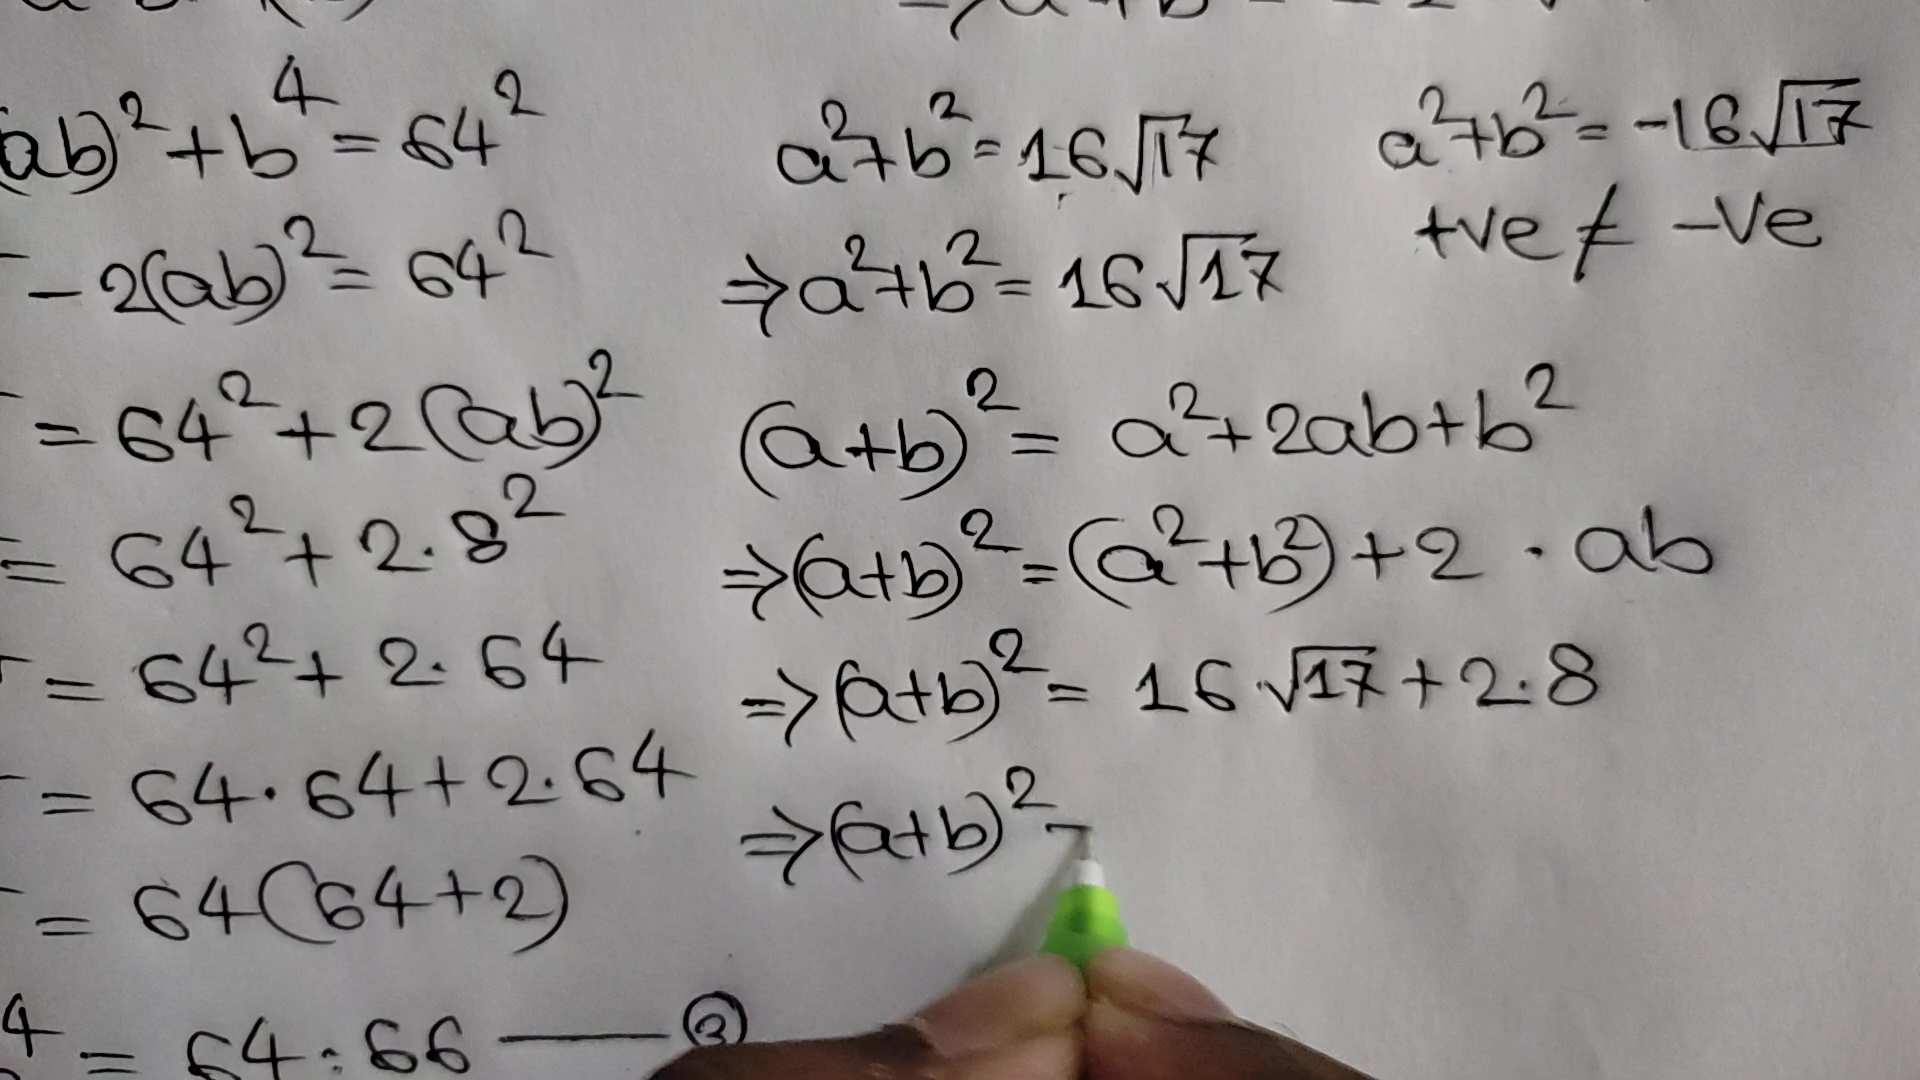 (ab)²+b⁴=64²
-2(ab)²=64²
=64²+2(ab)²
=64²+2·8²
=64²+2·64
=64·64+2·64
=64(64+2)
4=64·66—③
⇒a+b=
a²+b²=16√17
⇒a²+b²=16√17
(a+b)²=a²+2ab+b²
⇒(a+b)²=(a²+b²)+2·ab
⇒(a+b)²=16·√17+2·8
⇒(a+b)²-
a²+b²=-16√17
+ve≠-ve